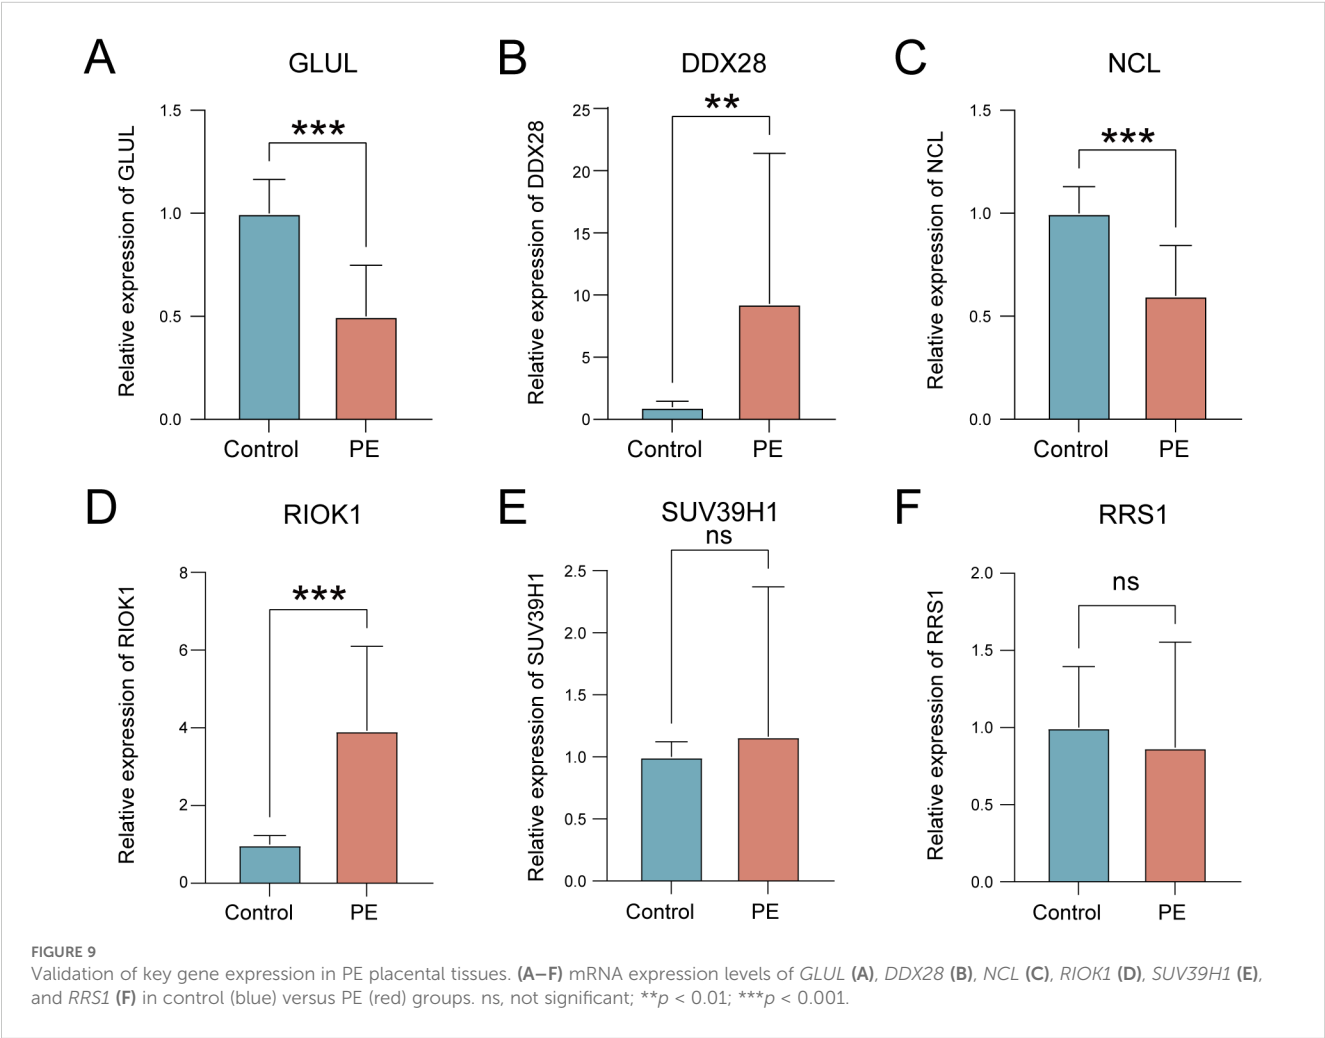 A
GLUL
Relative expression of GLUL
1.5
1.0
0.5
0.0
***
Control
PE
B
DDX28
Relative expression of DDX28
25
20
15
10
5
0
**
Control
PE
C
NCL
Relative expression of NCL
1.5
1.0
0.5
0.0
***
Control
PE
D
RIOK1
Relative expression of RIOK1
8
6
4
2
0
***
Control
PE
E
SUV39H1
ns
Relative expression of SUV39H1
2.5
2.0
1.5
1.0
0.5
0.0
Control
PE
F
RRS1
Relative expression of RRS1
2.0
1.5
1.0
0.5
0.0
ns
Control
PE
FIGURE 9
Validation of key gene expression in PE placental tissues. (A–F) mRNA expression levels of GLUL (A), DDX28 (B), NCL (C), RIOK1 (D), SUV39H1 (E),
and RRS1 (F) in control (blue) versus PE (red) groups. ns, not significant; **p < 0.01; ***p < 0.001.